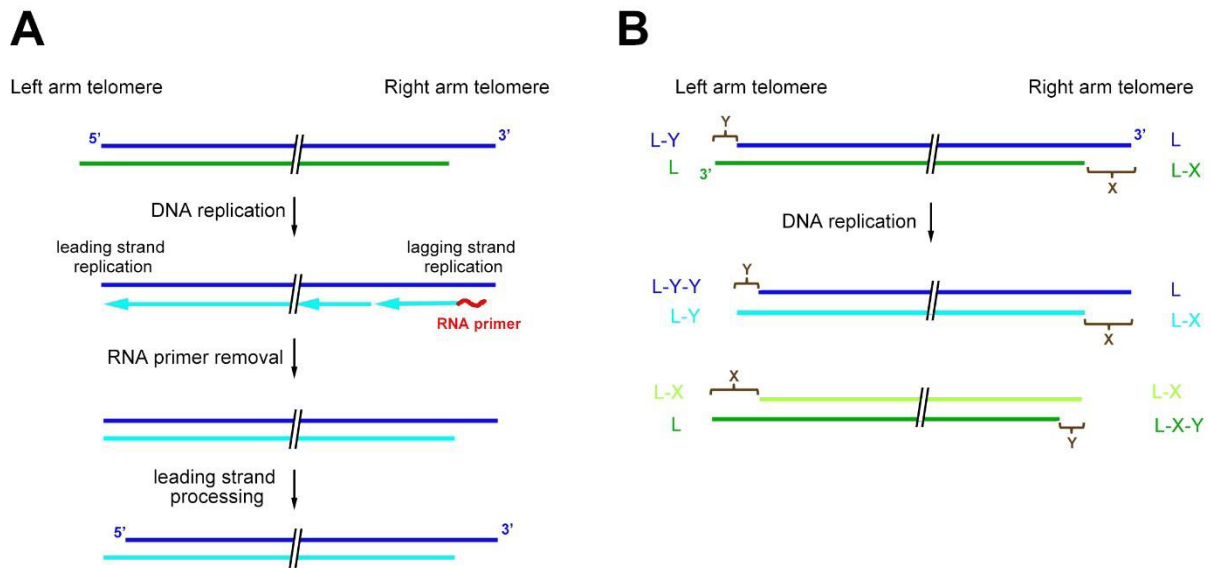 A
B
Left arm telomere
Right arm telomere
Left arm telomere
Right arm telomere
5’
3’
Y
L-Y
3’
L
L
3’
L-X
X
DNA replication
DNA replication
leading strand
replication
lagging strand
replication
RNA primer
Y
L-Y-Y
L
L-Y
L-X
X
RNA primer removal
X
L-X
L-X
L
L-X-Y
Y
leading strand
processing
5’
3’